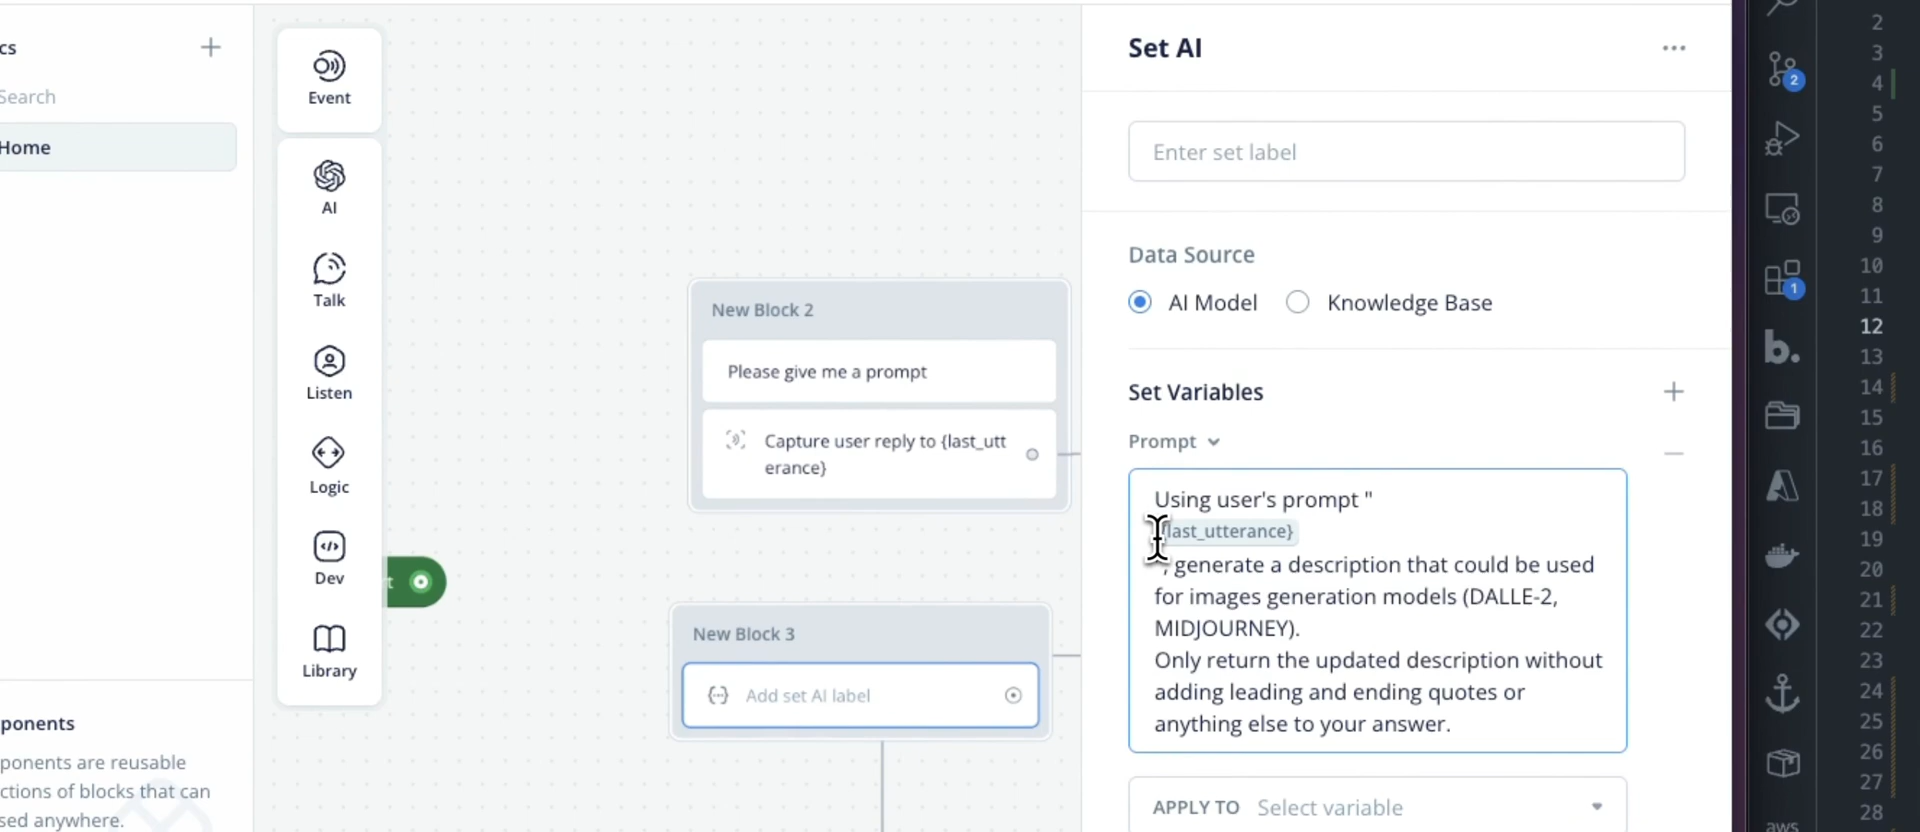 cs
Search
Home
ponents
ponents are reusable
ctions of blocks that can
sed anywhere.
Event
AI
Talk
Listen
Logic
Dev
Library
t
New Block 2
Please give me a prompt
Capture user reply to {last_utt
erance}
New Block 3
Add set AI label
Set AI
Enter set label
Data Source
AI Model
Knowledge Base
Set Variables
Prompt
Using user's prompt "
last_utterance}
, generate a description that could be used
for images generation models (DALLE-2,
MIDJOURNEY).
Only return the updated description without
adding leading and ending quotes or
anything else to your answer.
APPLY TO Select variable
2
1
b.
aws
2
3
4
5
6
7
8
9
10
11
12
13
14
15
16
17
18
19
20
21
22
23
24
25
26
27
28